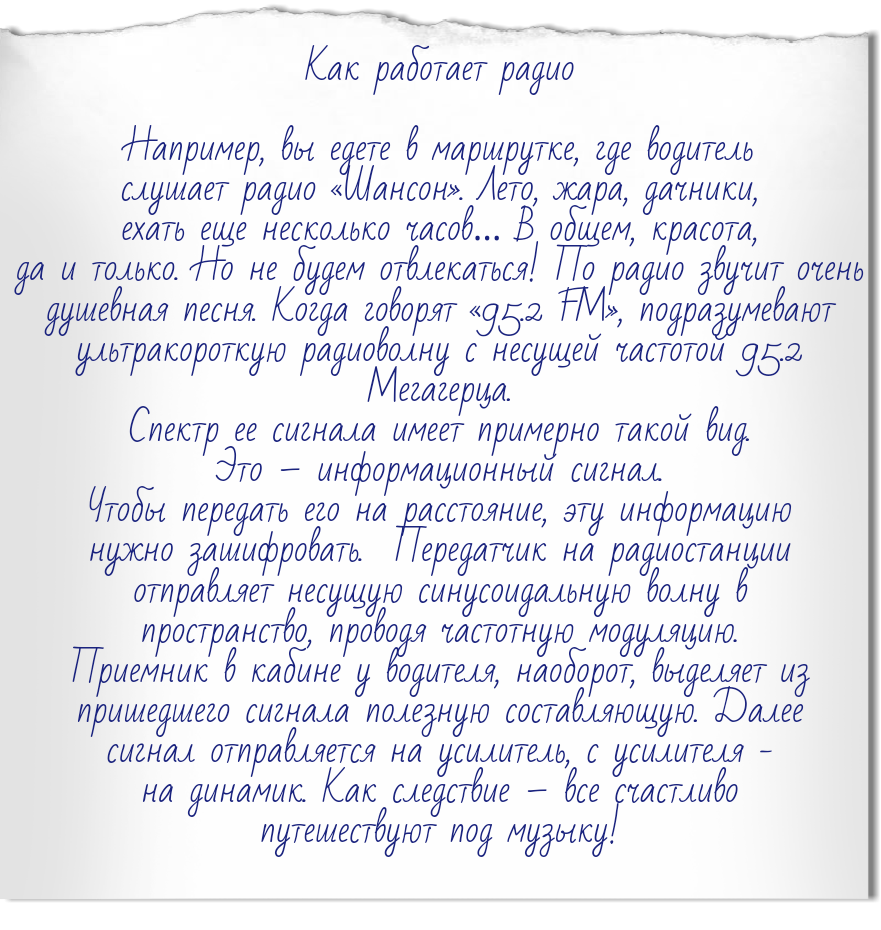 Как работает радио
Например, вы едете в маршрутке, где водитель
слушает радио «Шансон». Лето, жара, дачники,
ехать еще несколько часов... В общем, красота,
да и только. Но не будем отвлекаться! По радио звучит очень
душевная песня. Когда говорят «95.2 FM», подразумевают
ультракороткую радиоволну с несущей частотой 95.2
Мегагерца.
Спектр ее сигнала имеет примерно такой вид.
Это – информационный сигнал.
Чтобы передать его на расстояние, эту информацию
нужно зашифровать. Передатчик на радиостанции
отправляет несущую синусоидальную волну в
пространство, проводя частотную модуляцию.
Приемник в кабине у водителя, наоборот, выделяет из
пришедшего сигнала полезную составляющую. Далее
сигнал отправляется на усилитель, с усилителя -
на динамик. Как следствие – все счастливо
путешествуют под музыку!